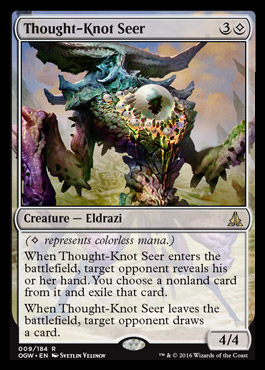 Thought-Knot Seer 3◇
Creature — Eldrazi
(◇ represents colorless mana.)
When Thought-Knot Seer enters the
battlefield, target opponent reveals his
or her hand. You choose a nonland card
from it and exile that card.
When Thought-Knot Seer leaves the
battlefield, target opponent draws
a card.
4/4
009/184 R
OGW • EN Svetlin Velinov
™ & © 2016 Wizards of the Coast